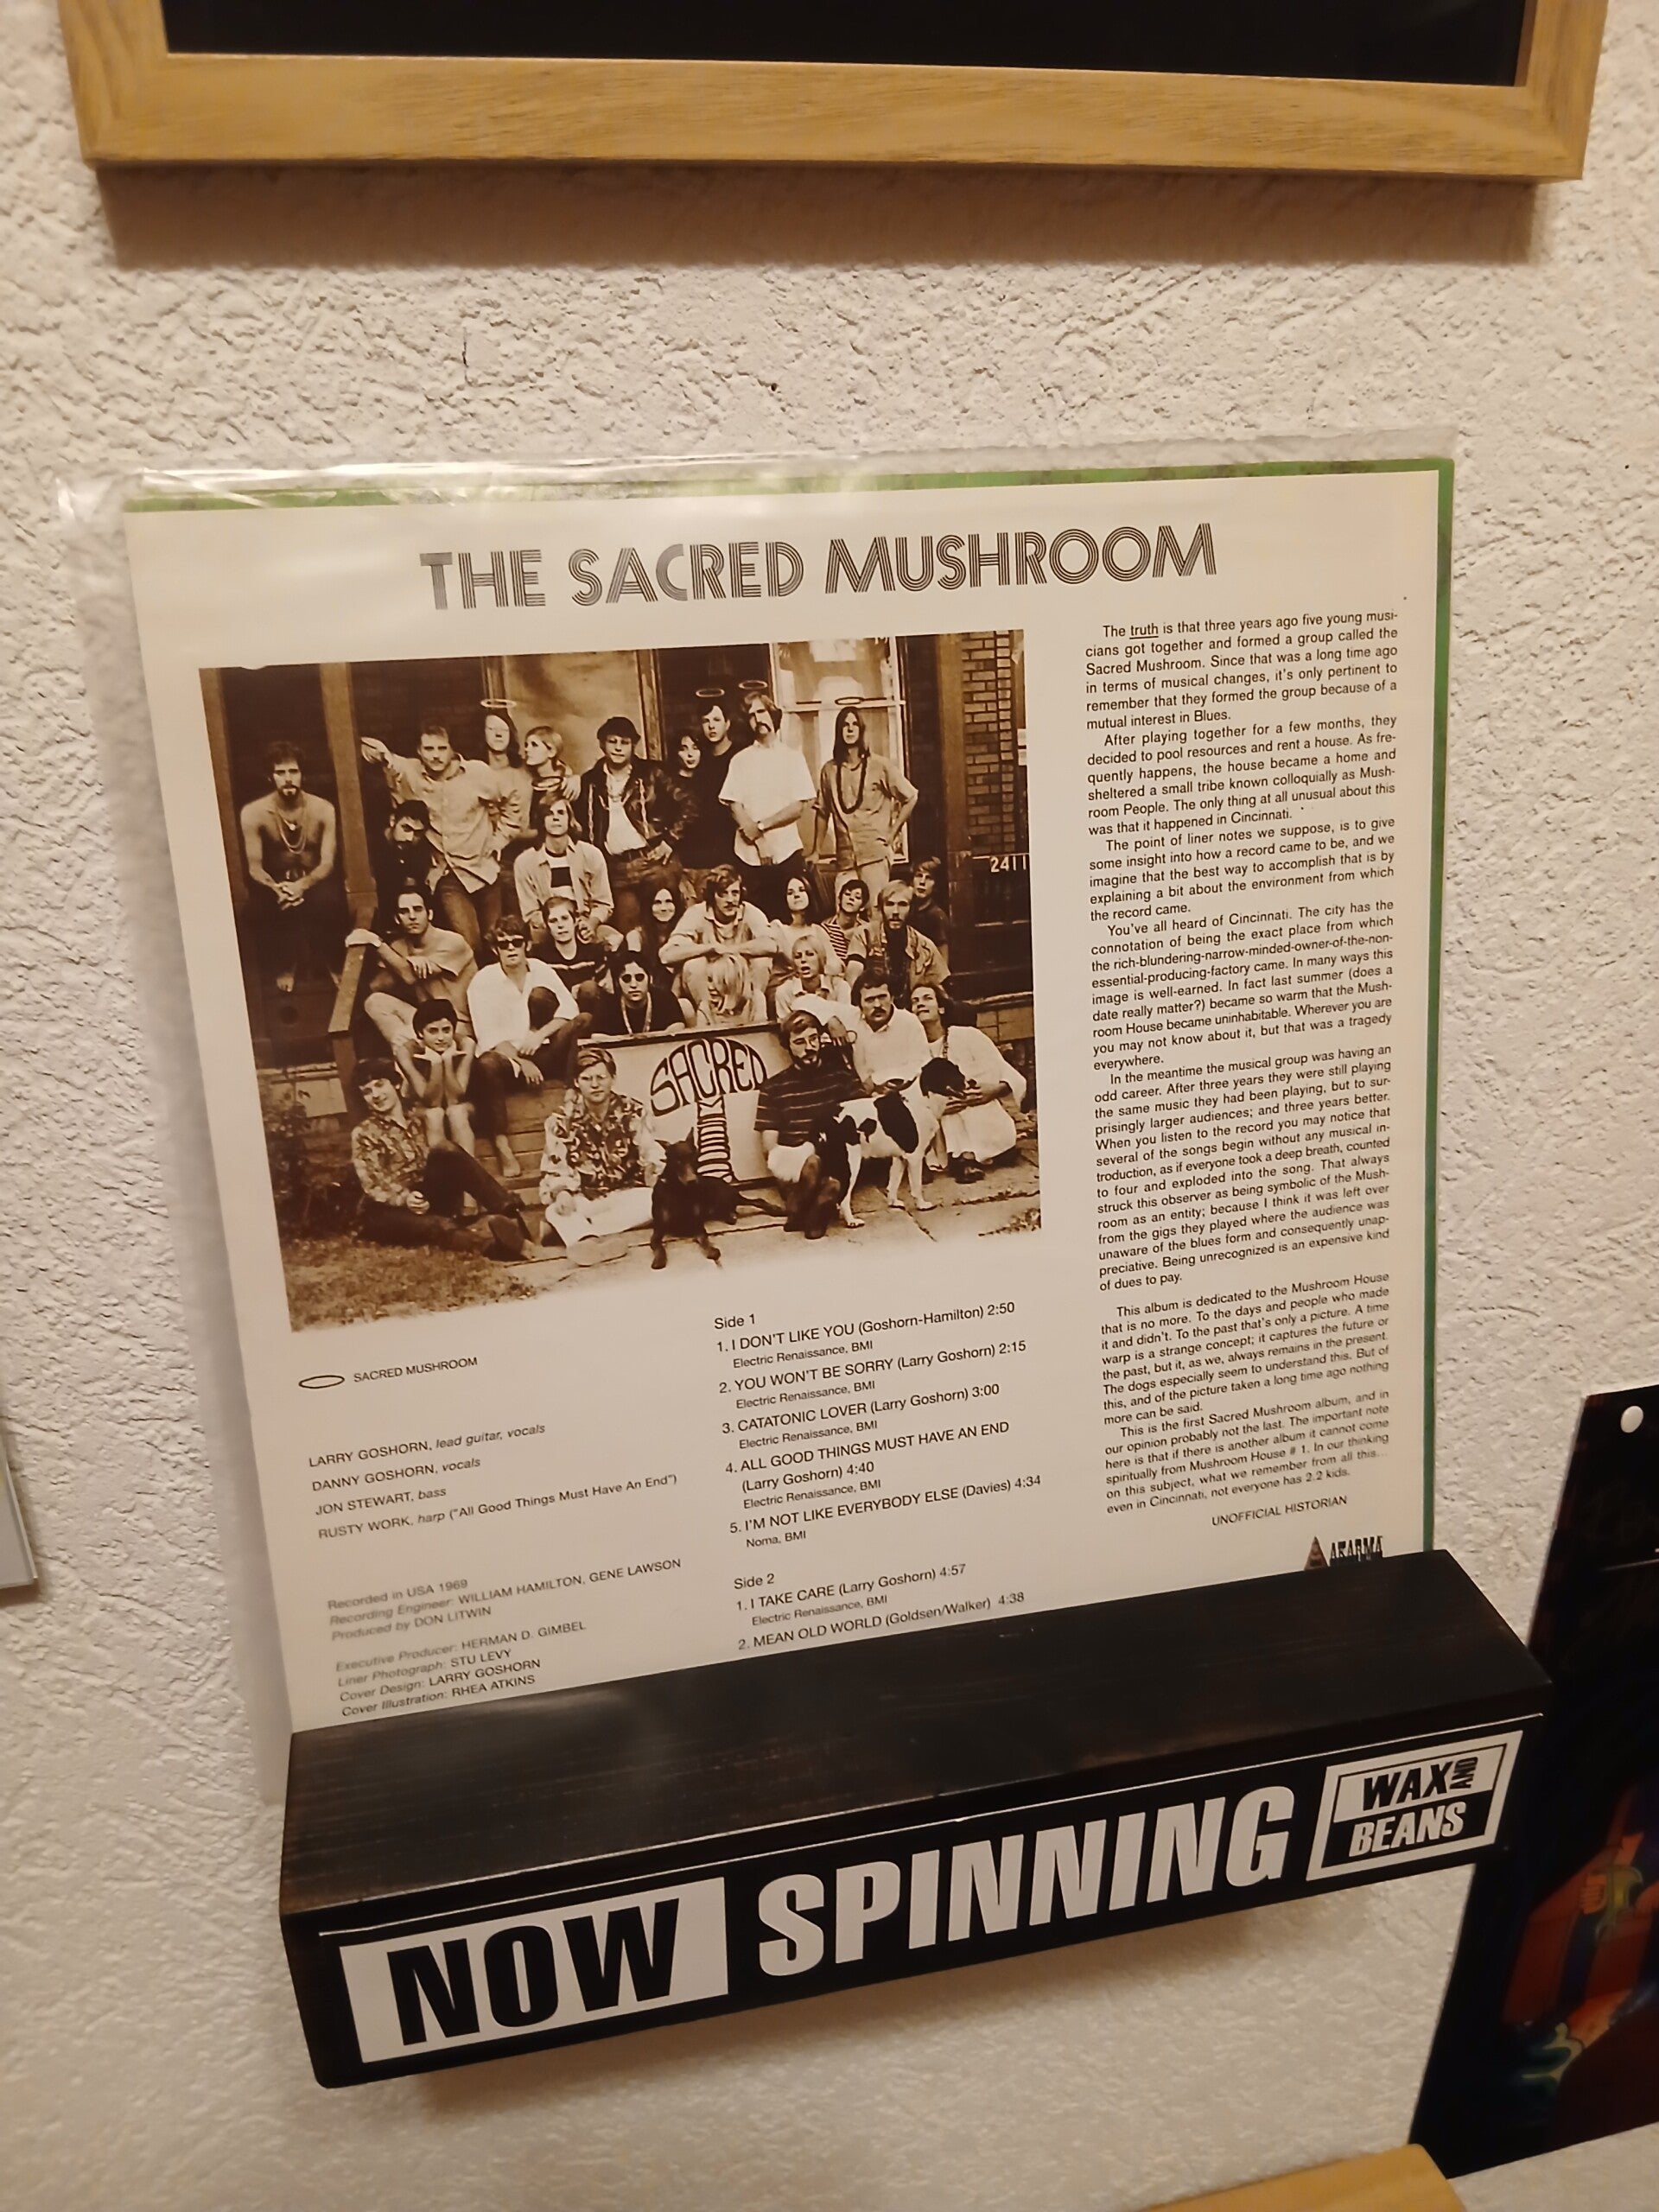 THE SACRED MUSHROOM
2411
SACRED
SACRED MUSHROOM
LARRY GOSHORN, lead guitar, vocals
DANNY GOSHORN, vocals
JON STEWART, bass
RUSTY WORK, harp ("All Good Things Must Have An End")
Recorded in USA 1969
Recording Engineer: WILLIAM HAMILTON, GENE LAWSON
Produced by DON LITWIN
Executive Producer: HERMAN D. GIMBEL
Liner Photograph: STU LEVY
Cover Design: LARRY GOSHORN
Cover Illustration: RHEA ATKINS
Side 1
1. I DON'T LIKE YOU (Goshorn-Hamilton) 2:50
Electric Renaissance, BMI
2. YOU WON'T BE SORRY (Larry Goshorn) 2:15
Electric Renaissance, BMI
3. CATATONIC LOVER (Larry Goshorn) 3:00
Electric Renaissance, BMI
4. ALL GOOD THINGS MUST HAVE AN END
(Larry Goshorn) 4:40
Electric Renaissance, BMI
5. I'M NOT LIKE EVERYBODY ELSE (Davies) 4:34
Noma, BMI
Side 2
1. I TAKE CARE (Larry Goshorn) 4:57
Electric Renaissance, BMI
2. MEAN OLD WORLD (Goldsen/Walker) 4:38
The truth is that three years ago five young musi-
cians got together and formed a group called the
Sacred Mushroom. Since that was a long time ago
in terms of musical changes, it's only pertinent to
remember that they formed the group because of a
mutual interest in Blues.
After playing together for a few months, they
decided to pool resources and rent a house. As fre-
quently happens, the house became a home and
sheltered a small tribe known colloquially as Mush-
room People. The only thing at all unusual about this
was that it happened in Cincinnati.
The point of liner notes we suppose, is to give
some insight into how a record came to be, and we
imagine that the best way to accomplish that is by
explaining a bit about the environment from which
the record came.
You've all heard of Cincinnati. The city has the
connotation of being the exact place from which
the rich-blundering-narrow-minded-owner-of-the-non-
essential-producing-factory came. In many ways this
image is well-earned. In fact last summer (does a
date really matter?) became so warm that the Mush-
room House became uninhabitable. Wherever you are
you may not know about it, but that was a tragedy
everywhere.
In the meantime the musical group was having an
odd career. After three years they were still playing
the same music they had been playing, but to sur-
prisingly larger audiences; and three years better.
When you listen to the record you may notice that
several of the songs begin without any musical in-
troduction, as if everyone took a deep breath, counted
to four and exploded into the song. That always
struck this observer as being symbolic of the Mush-
room as an entity; because I think it was left over
from the gigs they played where the audience was
unaware of the blues form and consequently unap-
preciative. Being unrecognized is an expensive kind
of dues to pay.
This album is dedicated to the Mushroom House
that is no more. To the days and people who made
it and didn't. To the past that's only a picture. A time
warp is a strange concept; it captures the future or
the past, but it, as we, always remains in the present.
The dogs especially seem to understand this. But of
this, and of the picture taken a long time ago nothing
more can be said.
This is the first Sacred Mushroom album, and in
our opinion probably not the last. The important note
here is that if there is another album it cannot come
spiritually from Mushroom House # 1. In our thinking
on this subject, what we remember from all this...
even in Cincinnati, not everyone has 2.2 kids.
UNOFFICIAL HISTORIAN
AKARMA
NOW SPINNING
WAX AND
BEANS